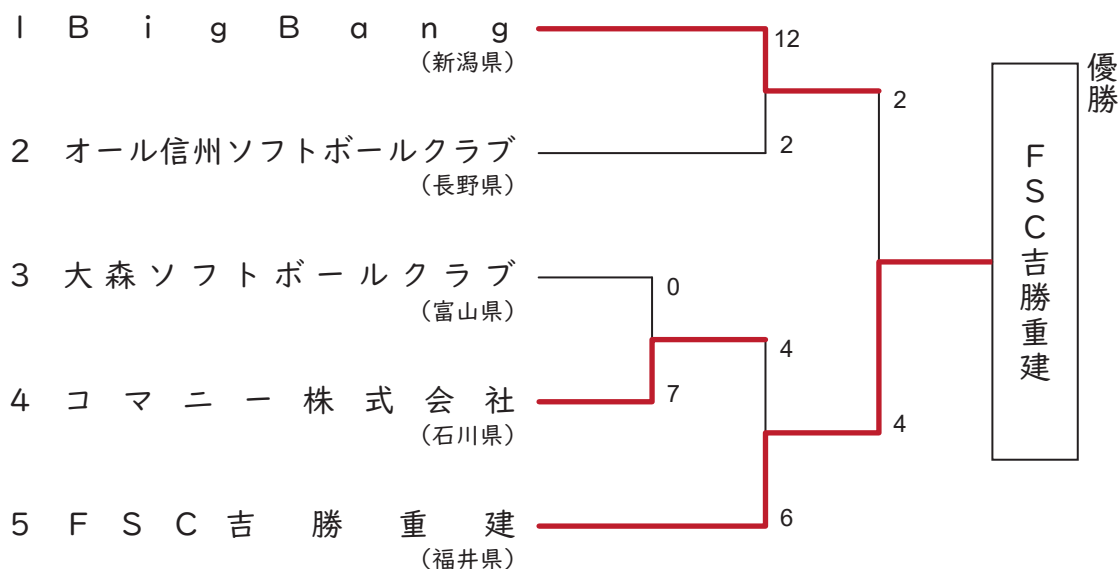 1 BigBang
(新潟県)
12
2 オール信州ソフトボールクラブ
(長野県)
2
3 大森ソフトボールクラブ
(富山県)
0
4 コマニー株式会社
(石川県)
7
4
5 FSC吉勝重建
(福井県)
6
2
4
優勝
FSC吉勝重建